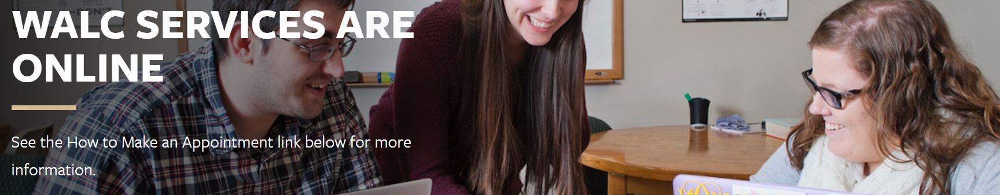 WALC SERVICES ARE
ONLINE
See the How to Make an Appointment link below for more
information.